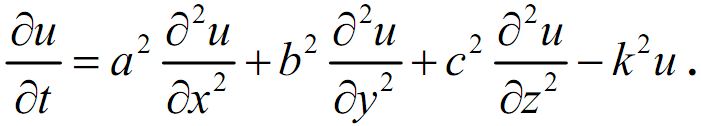 ∂u/∂t = a² ∂²u/∂x² + b² ∂²u/∂y² + c² ∂²u/∂z² − k²u .